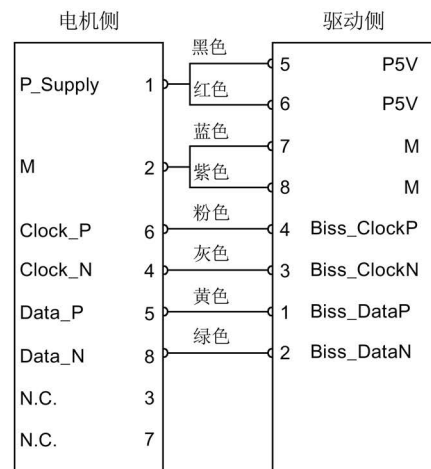 电机侧 驱动侧
黑色
5 P5V
P_Supply 1
红色
6 P5V
蓝色
7 M
M 2
紫色
8 M
粉色
Clock_P 6 4 Biss_ClockP
灰色
Clock_N 4 3 Biss_ClockN
黄色
Data_P 5 1 Biss_DataP
绿色
Data_N 8 2 Biss_DataN
N.C. 3
N.C. 7